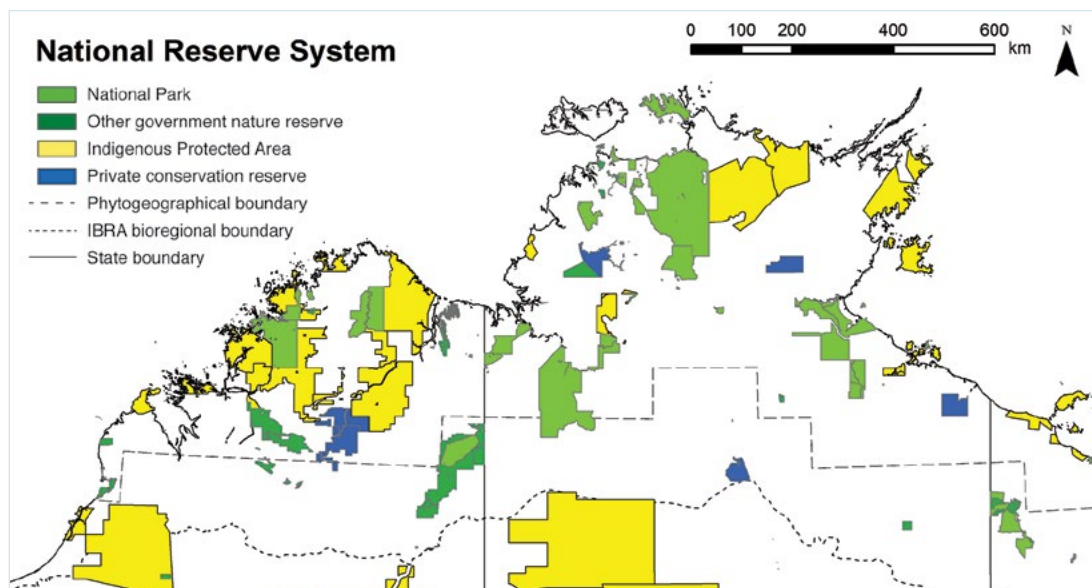 National Reserve System
National Park
Other government nature reserve
Indigenous Protected Area
Private conservation reserve
Phytogeographical boundary
IBRA bioregional boundary
State boundary
0 100 200 400 600
km
N